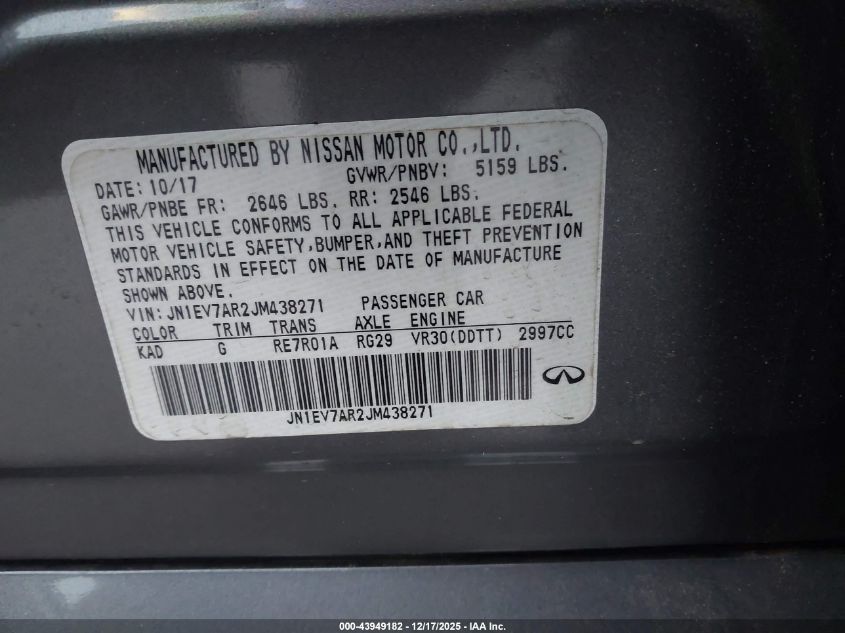 MANUFACTURED BY NISSAN MOTOR CO.,LTD.
DATE: 10/17 GVWR/PNBV: 5159 LBS.
GAWR/PNBE FR: 2646 LBS. RR: 2546 LBS.
THIS VEHICLE CONFORMS TO ALL APPLICABLE FEDERAL
MOTOR VEHICLE SAFETY,BUMPER,AND THEFT PREVENTION
STANDARDS IN EFFECT ON THE DATE OF MANUFACTURE
SHOWN ABOVE.
VIN: JN1EV7AR2JM438271 PASSENGER CAR
COLOR TRIM TRANS AXLE ENGINE
KAD G RE7R01A RG29 VR30(DDTT) 2997CC
JN1EV7AR2JM438271
000-43949182 - 12/17/2025 - IAA Inc.